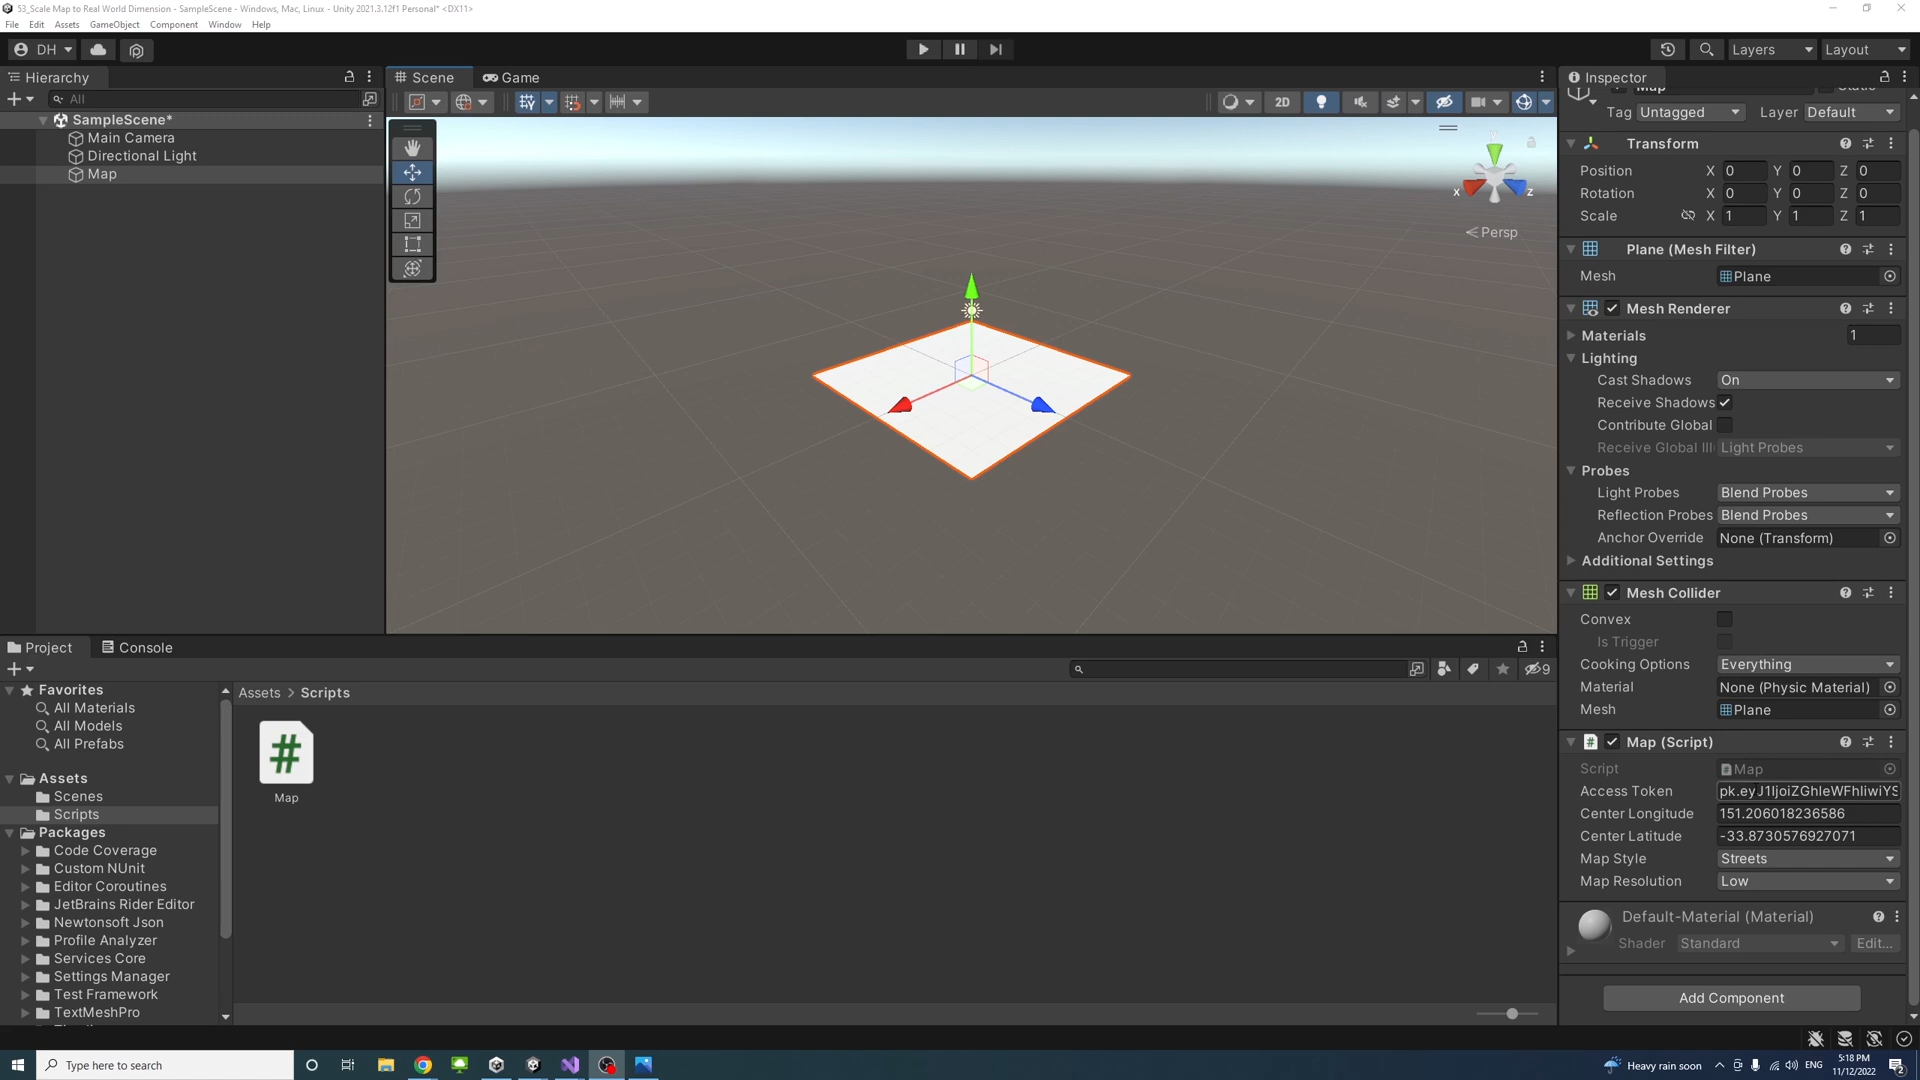 53_Scale Map to Real World Dimension - SampleScene - Windows, Mac, Linux - Unity 2021.3.12f1 Personal* <DX11>
File Edit Assets GameObject Component Window Help
DH
Layers
Layout
Hierarchy
All
SampleScene*
Main Camera
Directional Light
Map
Scene
Game
2D
y
x
z
Persp
Inspector
Map
Static
Tag Untagged Layer Default
Transform
Position X 0 Y 0 Z 0
Rotation X 0 Y 0 Z 0
Scale X 1 Y 1 Z 1
Plane (Mesh Filter)
Mesh Plane
Mesh Renderer
Materials 1
Lighting
Cast Shadows On
Receive Shadows
Contribute Global
Receive Global Ill Light Probes
Probes
Light Probes Blend Probes
Reflection Probes Blend Probes
Anchor Override None (Transform)
Additional Settings
Mesh Collider
Convex
Is Trigger
Cooking Options Everything
Material None (Physic Material)
Mesh Plane
Map (Script)
Script Map
Access Token
Center Longitude 151.206018236586
Center Latitude -33.8730576927071
Map Style Streets
Map Resolution Low
Default-Material (Material)
Shader Standard Edit...
Add Component
Project
Console
9
Favorites
All Materials
All Models
All Prefabs
Assets
Scenes
Scripts
Packages
Code Coverage
Custom NUnit
Editor Coroutines
JetBrains Rider Editor
Newtonsoft Json
Profile Analyzer
Services Core
Settings Manager
Test Framework
TextMeshPro
Assets > Scripts
#
Map
Type here to search
Heavy rain soon
ENG
5:18 PM
11/12/2022
2